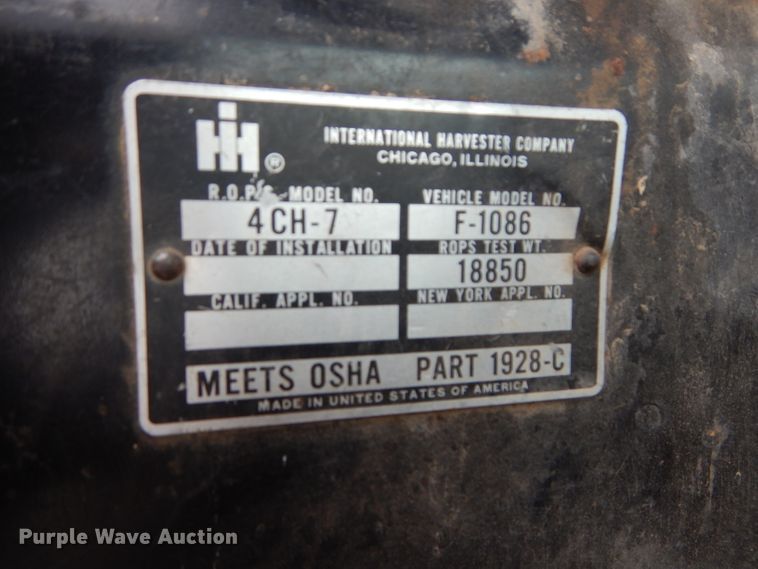 IH ®
INTERNATIONAL HARVESTER COMPANY
CHICAGO, ILLINOIS
R.O.P.S. MODEL NO. VEHICLE MODEL NO.
4CH-7 F-1086
DATE OF INSTALLATION ROPS TEST WT.
18850
CALIF. APPL. NO. NEW YORK APPL. NO.
MEETS OSHA PART 1928-C
MADE IN UNITED STATES OF AMERICA
Purple Wave Auction